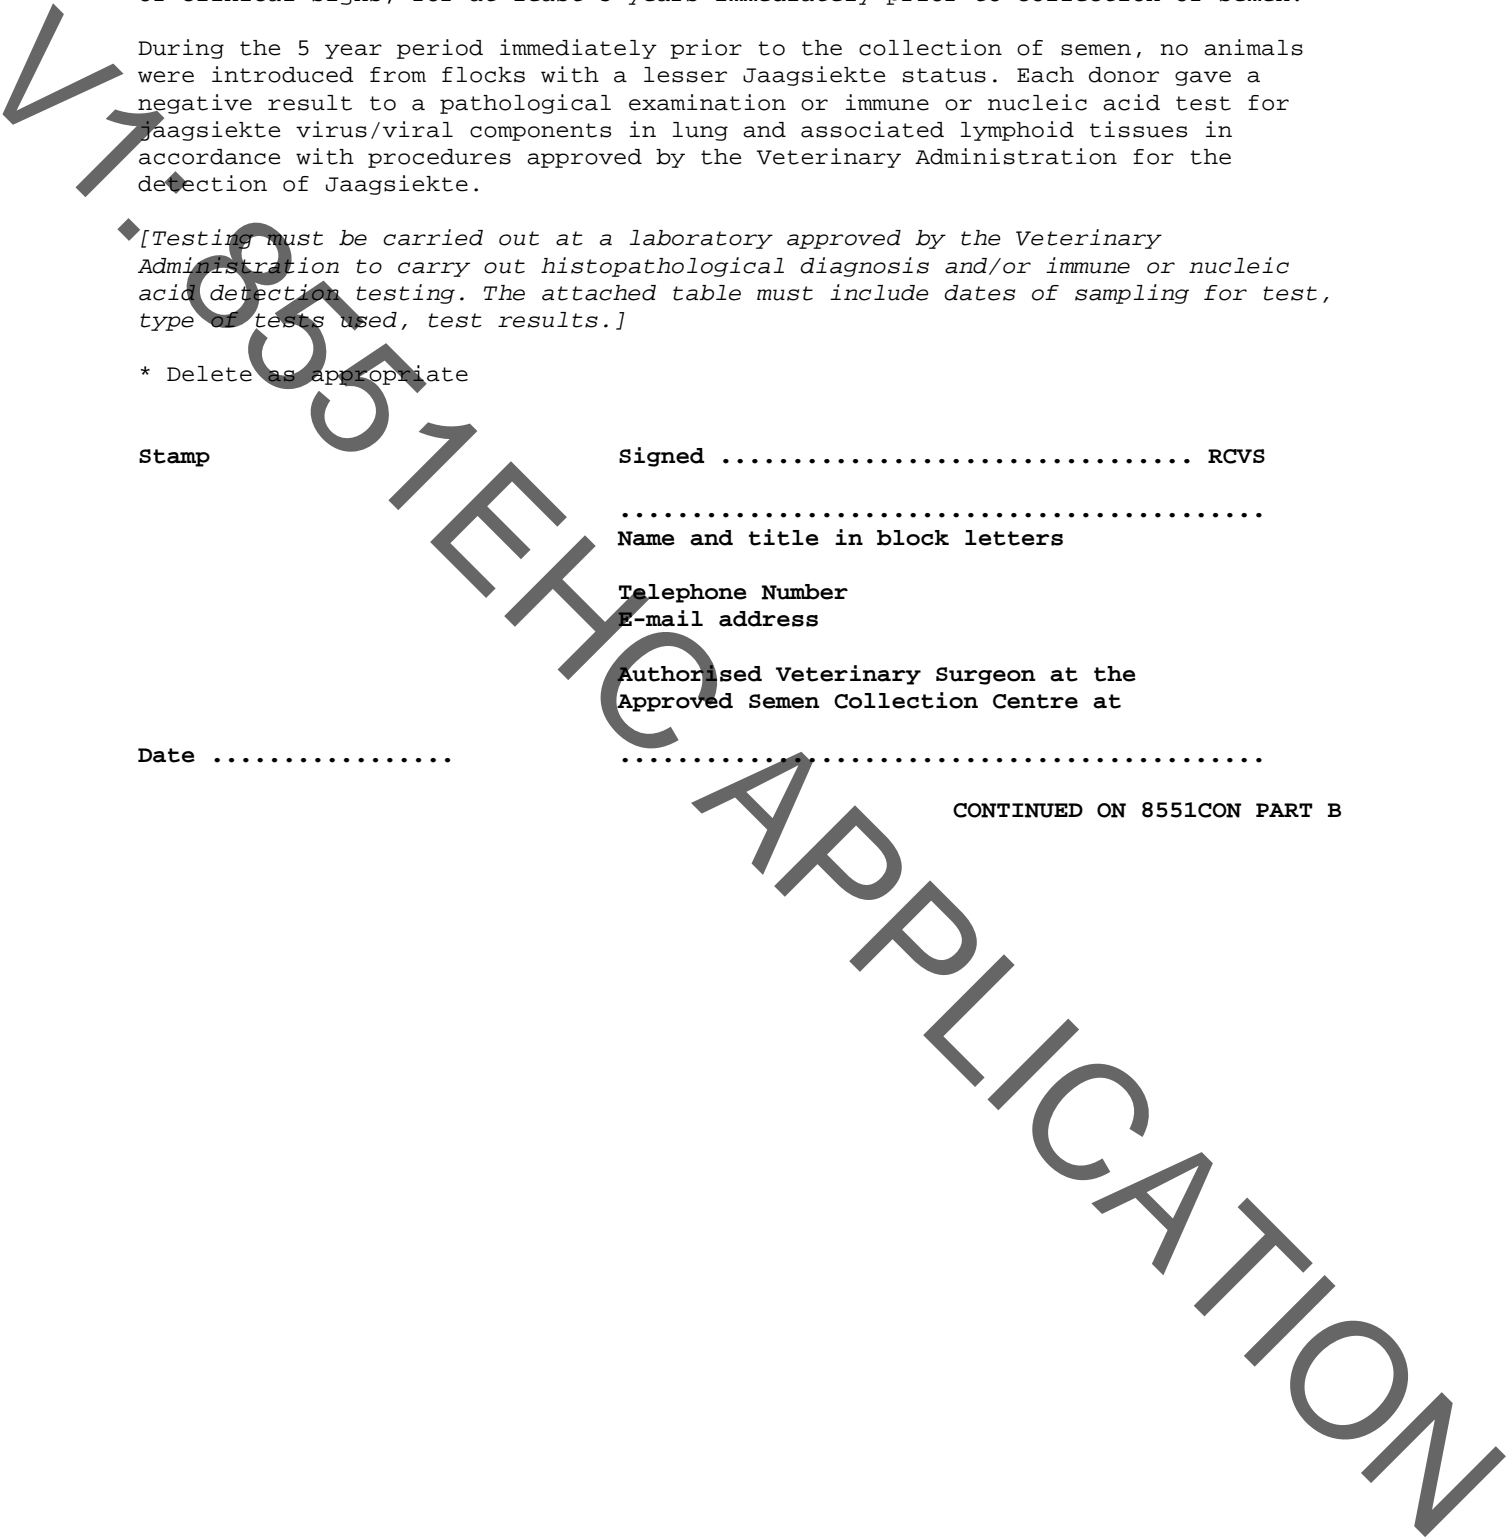 or clinical signs, for at least 5 years immediately prior to collection of semen.
During the 5 year period immediately prior to the collection of semen, no animals
were introduced from flocks with a lesser Jaagsiekte status. Each donor gave a
negative result to a pathological examination or immune or nucleic acid test for
jaagsiekte virus/viral components in lung and associated lymphoid tissues in
accordance with procedures approved by the Veterinary Administration for the
detection of Jaagsiekte.
[Testing must be carried out at a laboratory approved by the Veterinary
Administration to carry out histopathological diagnosis and/or immune or nucleic
acid detection testing. The attached table must include dates of sampling for test,
type of tests used, test results.]
* Delete as appropriate
Stamp Signed ................................. RCVS
.............................................
Name and title in block letters
Telephone Number
E-mail address
Authorised Veterinary Surgeon at the
Approved Semen Collection Centre at
Date ................. .............................................
CONTINUED ON 8551CON PART B
V1: 8551EHC APPLICATION